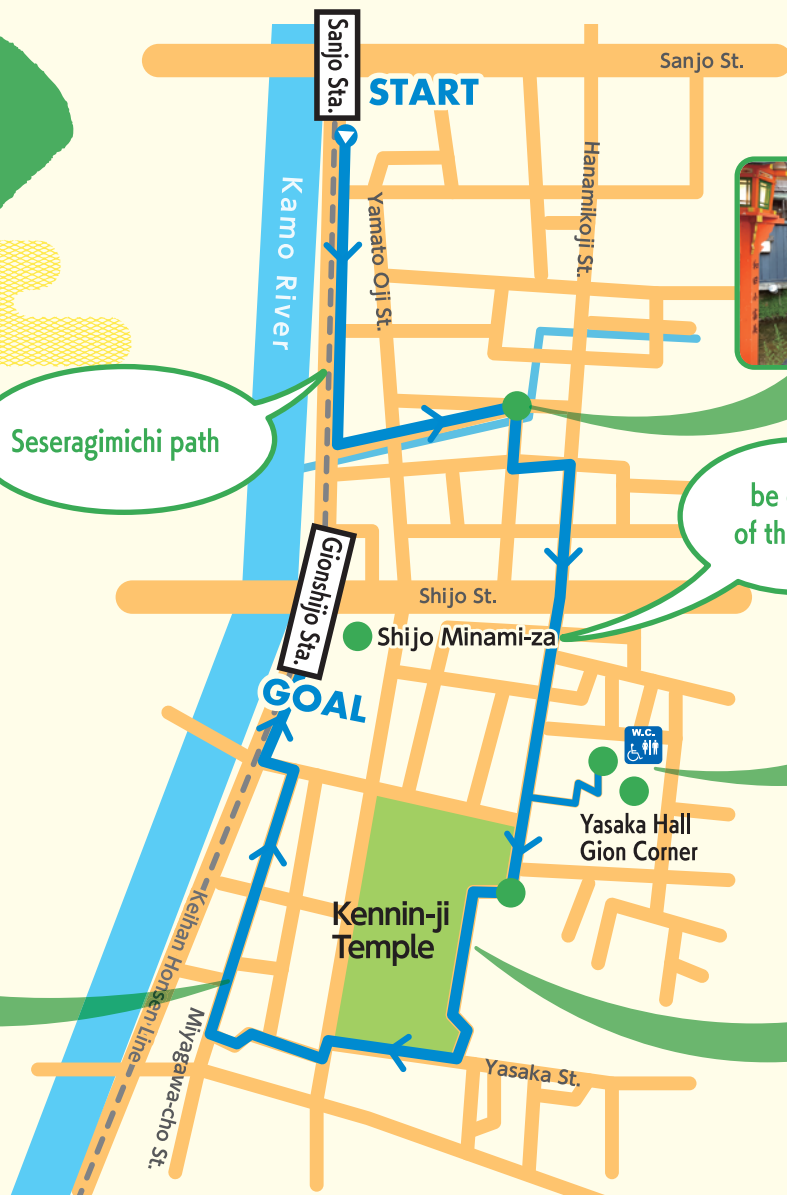 Sanjo Sta.
Sanjo St.
START
Kamo River
Yamato Oji St.
Hanamikoji St.
Seseragimichi path
be
of th
Gionshijo Sta.
Shijo St.
Shijo Minami-za
GOAL
W.C.
Yasaka Hall
Gion Corner
Kennin-ji
Temple
Keihan Honsen Line
Miyagawa-cho St.
Yasaka St.